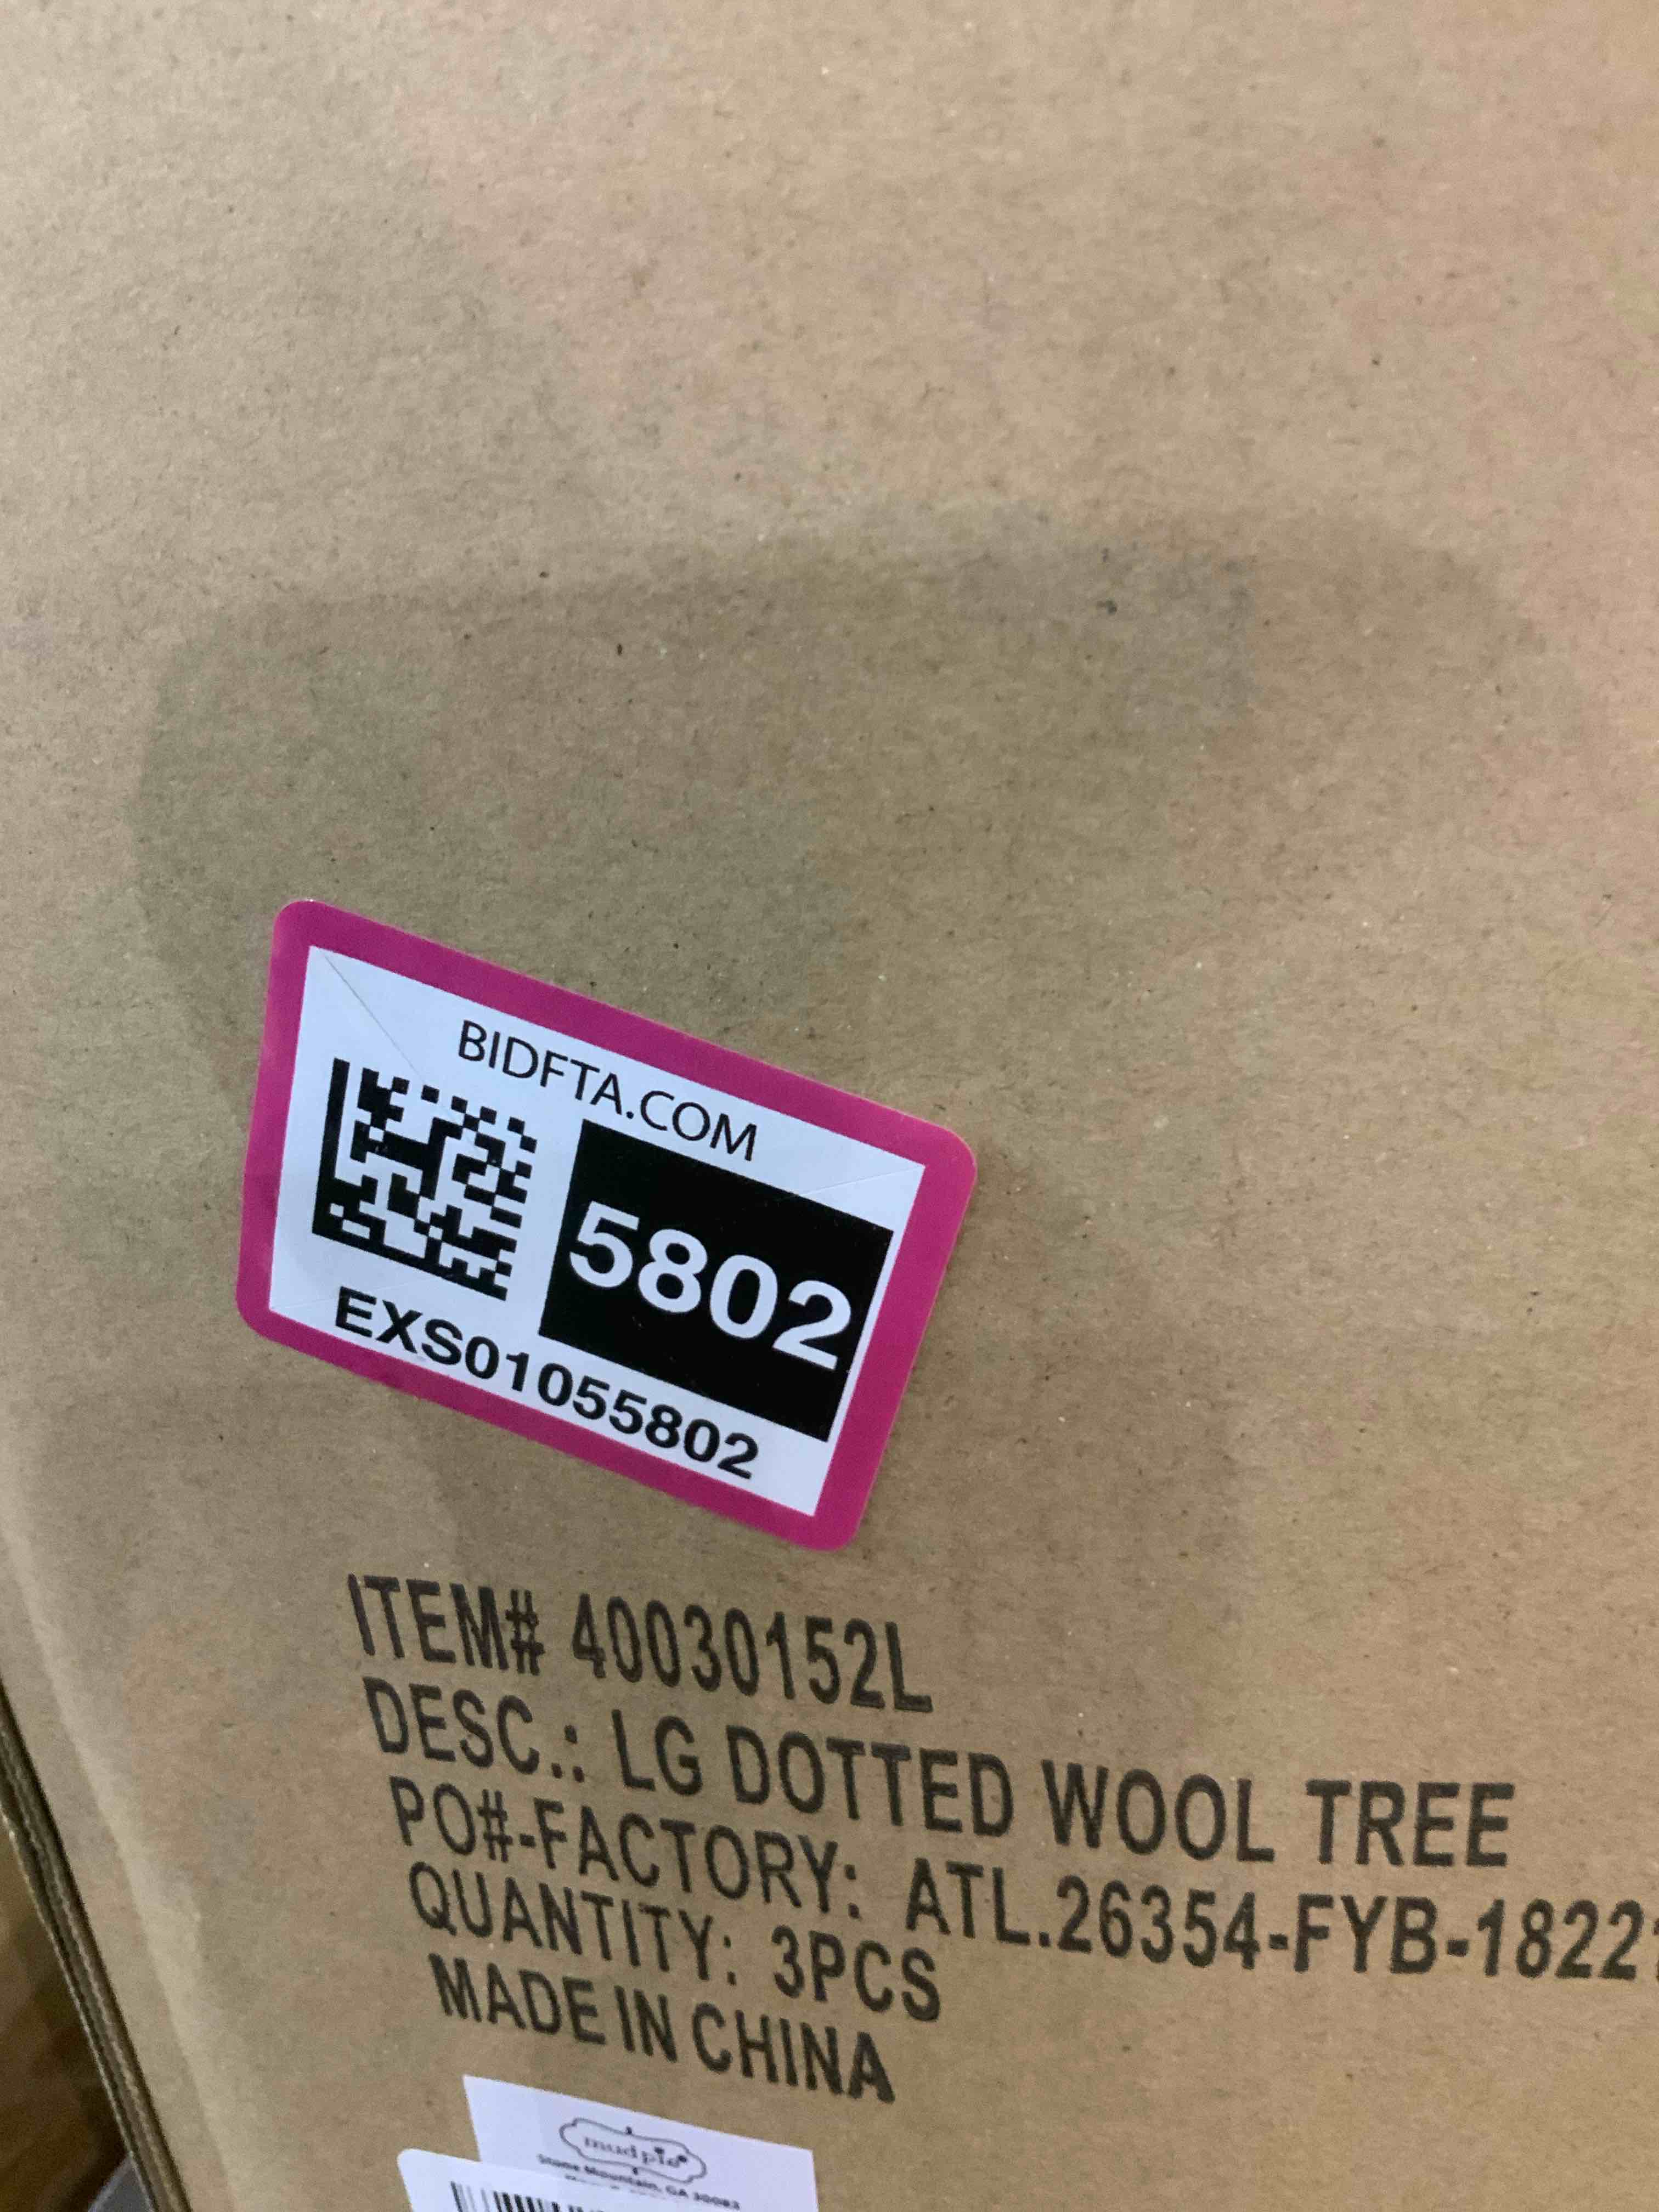 BIDFTA.COM
5802
EXS01055802
ITEM# 40030152L
DESC.: LG DOTTED WOOL TREE
PO#-FACTORY: ATL.26354-FYB-1822
QUANTITY: 3PCS
MADE IN CHINA
mud pie
Stone Mountain, GA 30083